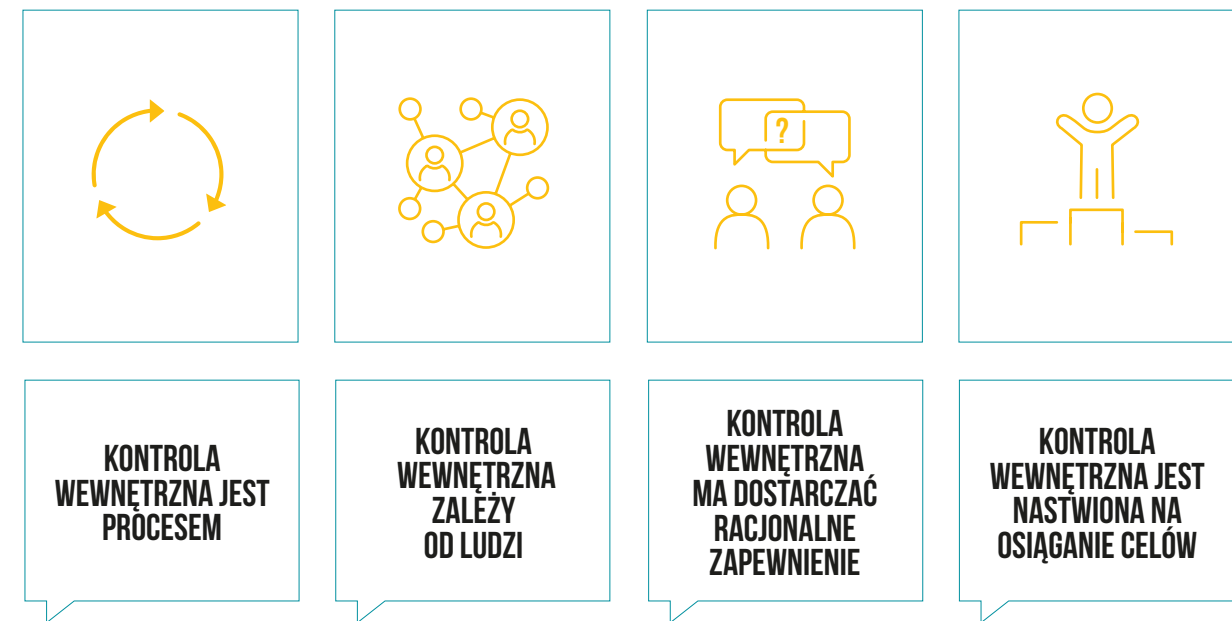 ?
KONTROLA
WEWNĘTRZNA JEST
PROCESEM
KONTROLA
WEWNĘTRZNA
ZALEŻY
OD LUDZI
KONTROLA
WEWNĘTRZNA
MA DOSTARCZAĆ
RACJONALNE
ZAPEWNIENIE
KONTROLA
WEWNĘTRZNA JEST
NASTWIONA NA
OSIĄGANIE CELÓW